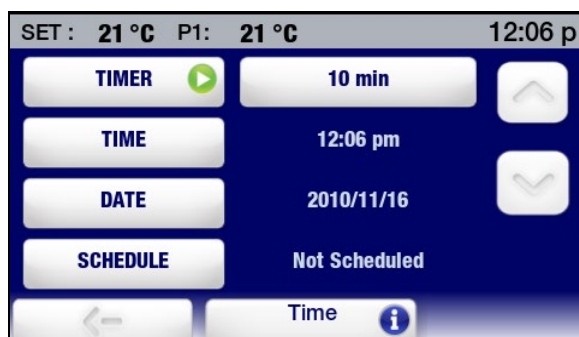 SET : 21 °C P1: 21 °C 12:06 p
TIMER 10 min
TIME 12:06 pm
DATE 2010/11/16
SCHEDULE Not Scheduled
Time i